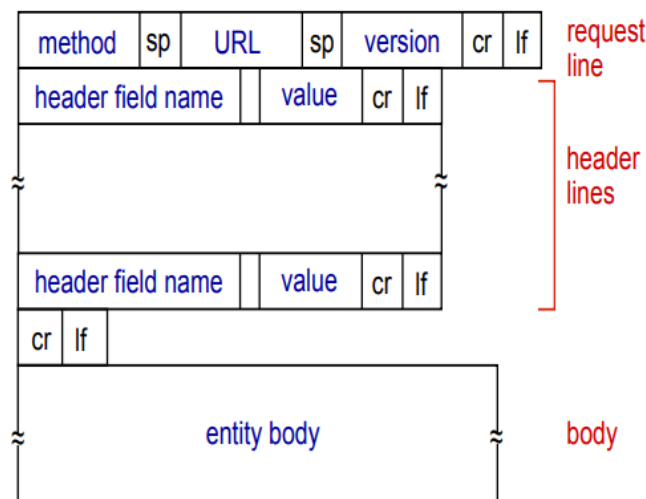 method sp URL sp version cr lf request line
header field name value cr lf
header lines
header field name value cr lf
cr lf
entity body body